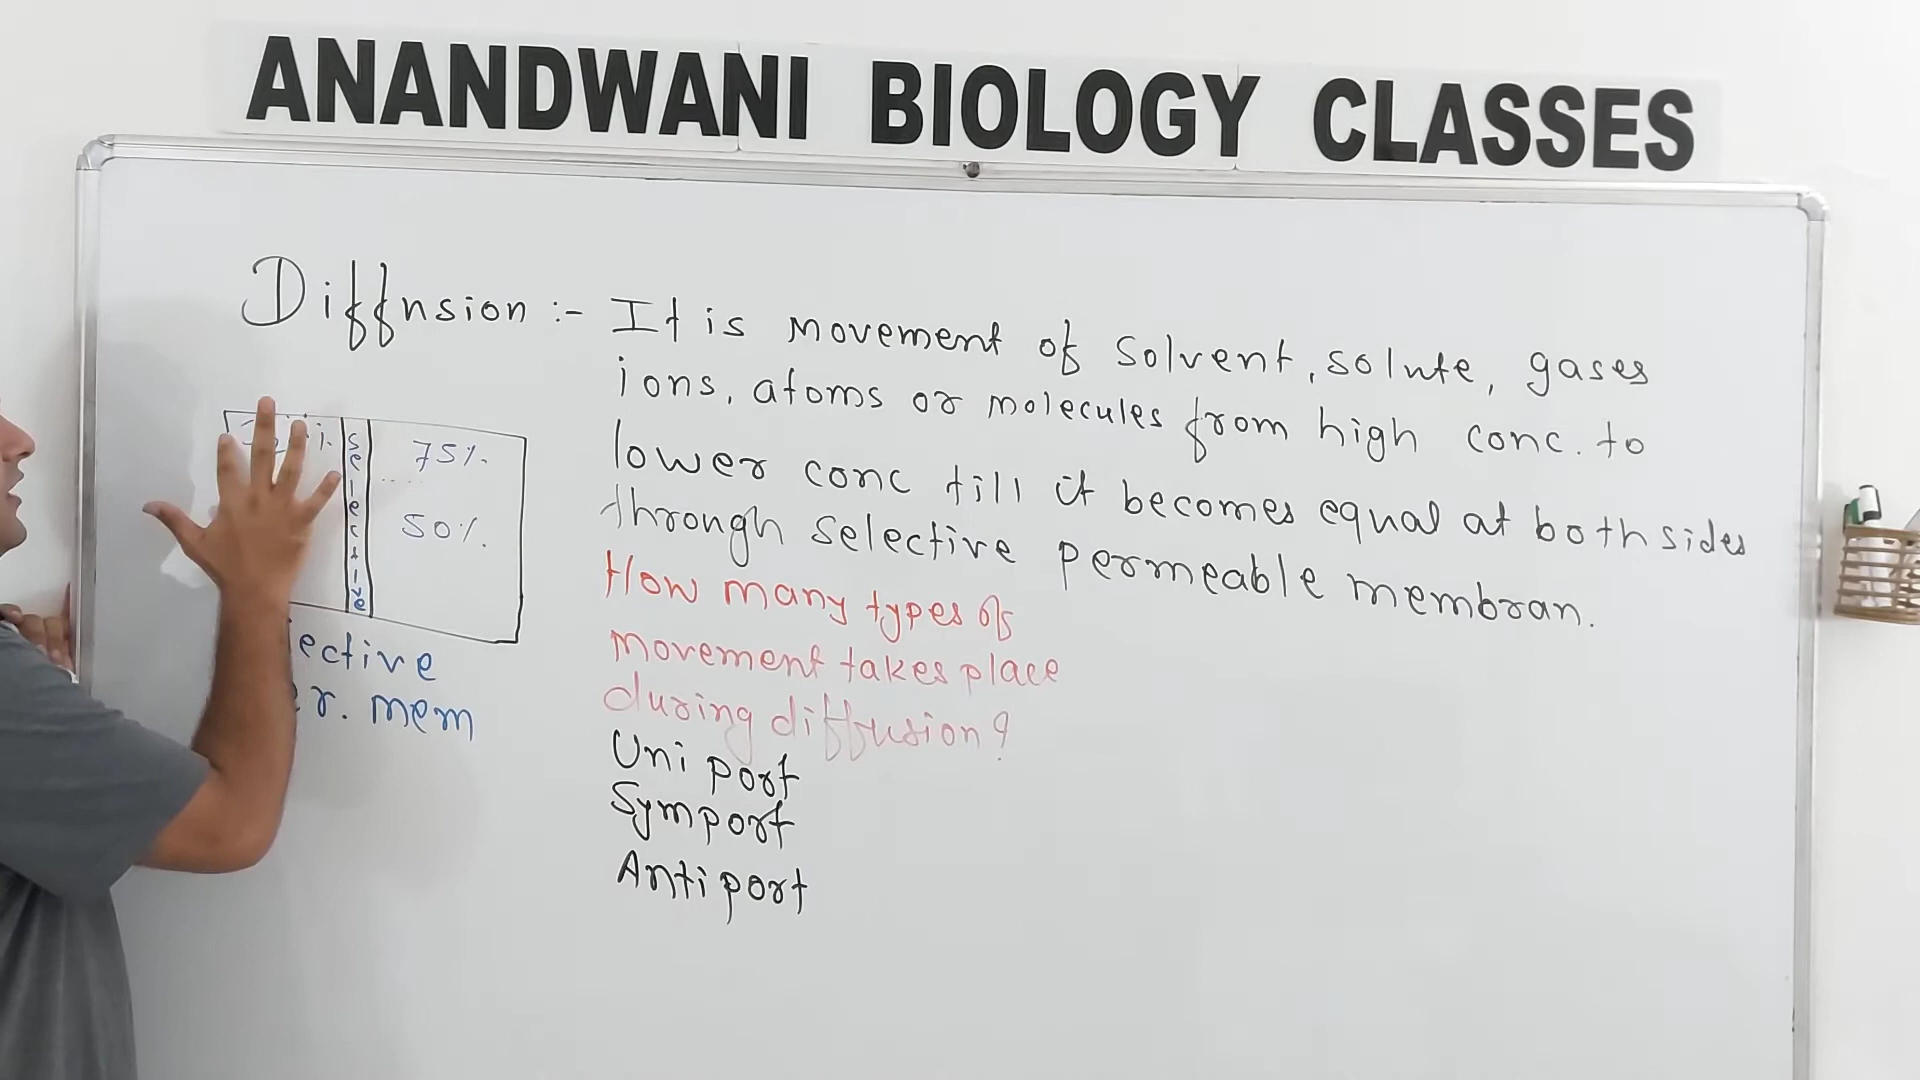 ANANDWANI BIOLOGY CLASSES
Diffusion :- It is movement of solvent, solute, gases
ions, atoms or molecules from high conc. to
lower conc till it becomes equal at both sides
through selective permeable membran.
75%.
50%.
selective
lective
r. mem
How many types of
movement takes place
during diffusion?
Uni port
Symport
Antiport